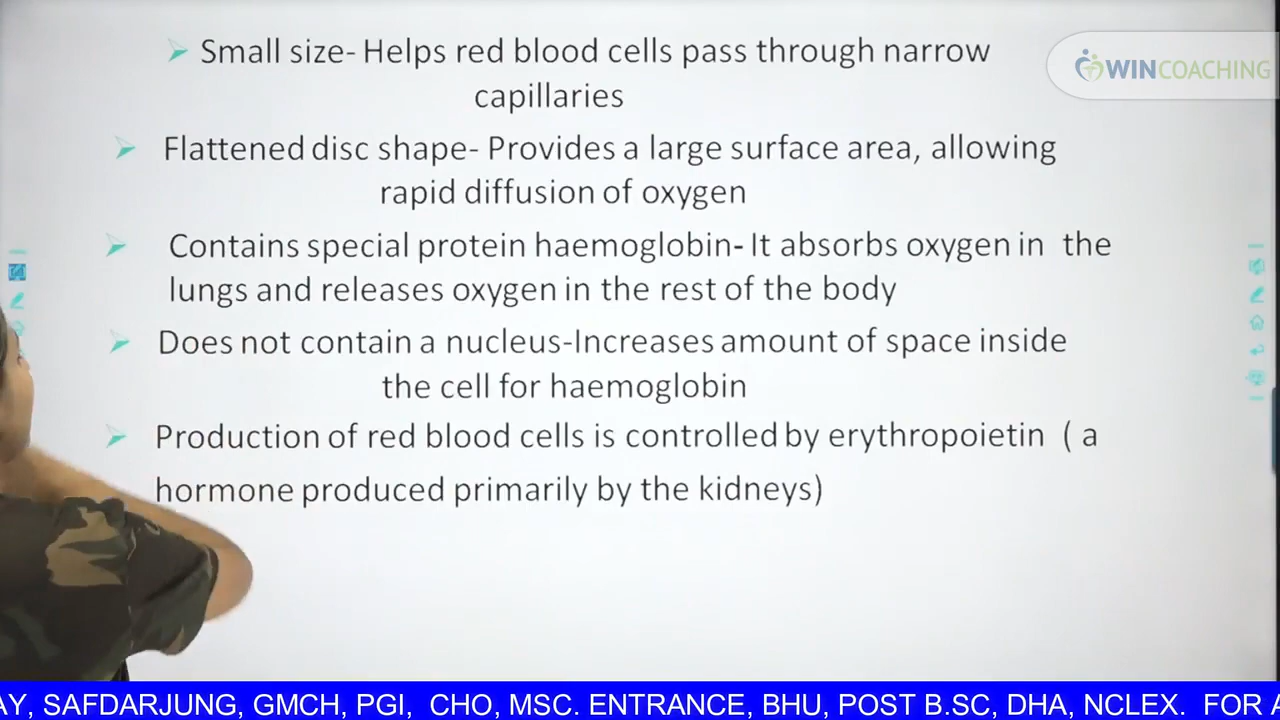 Small size- Helps red blood cells pass through narrow
capillaries
WINCOACHING
Flattened disc shape- Provides a large surface area, allowing
rapid diffusion of oxygen
Contains special protein haemoglobin- It absorbs oxygen in the
lungs and releases oxygen in the rest of the body
Does not contain a nucleus-Increases amount of space inside
the cell for haemoglobin
Production of red blood cells is controlled by erythropoietin ( a
hormone produced primarily by the kidneys)
SAFDARJUNG, GMCH, PGI, CHO, MSC. ENTRANCE, BHU, POST B.SC, DHA, NCLEX. FOR